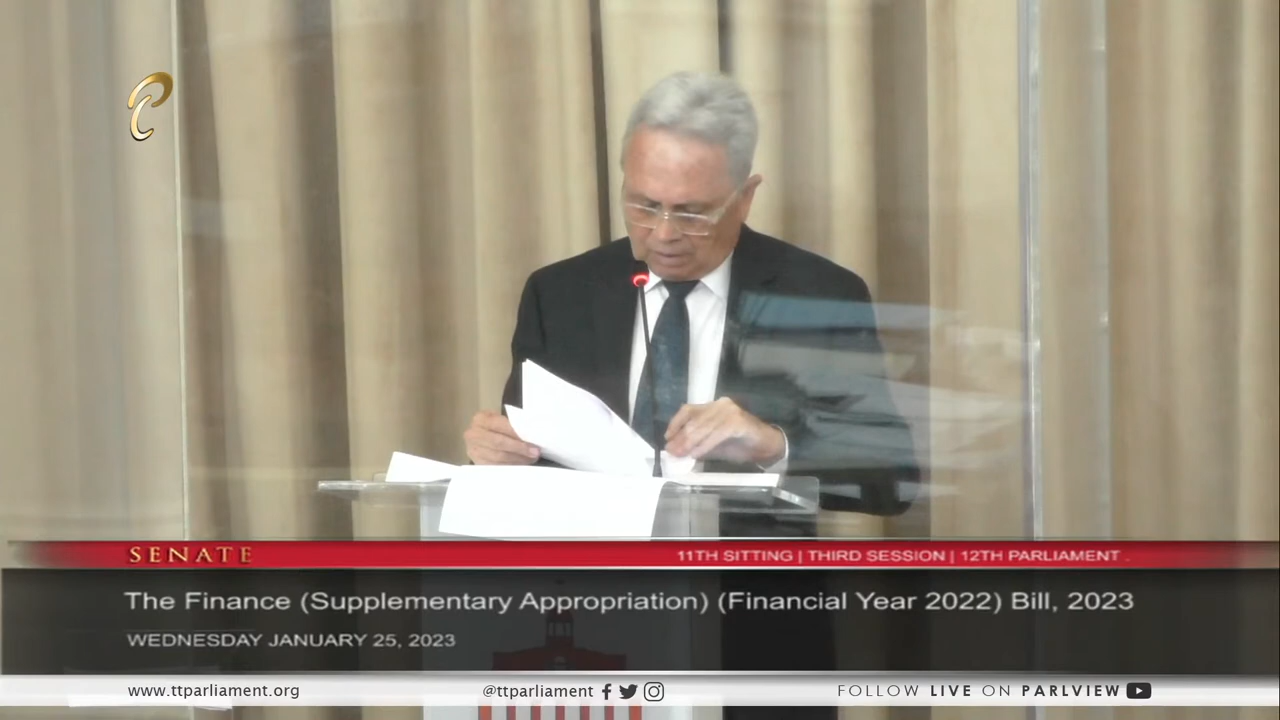 SENATE
11TH SITTING | THIRD SESSION | 12TH PARLIAMENT .
The Finance (Supplementary Appropriation) (Financial Year 2022) Bill, 2023
WEDNESDAY JANUARY 25, 2023
www.ttparliament.org @ttparliament FOLLOW LIVE ON PARLVIEW